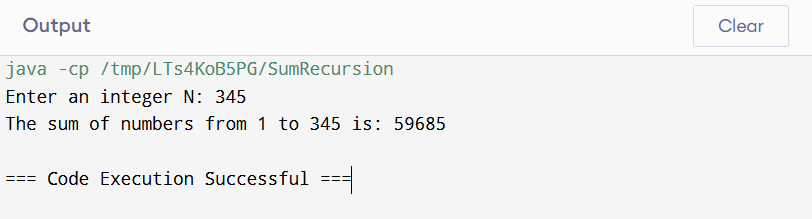 Output
Clear
java -cp /tmp/LTs4KoB5PG/SumRecursion
Enter an integer N: 345
The sum of numbers from 1 to 345 is: 59685
=== Code Execution Successful ===